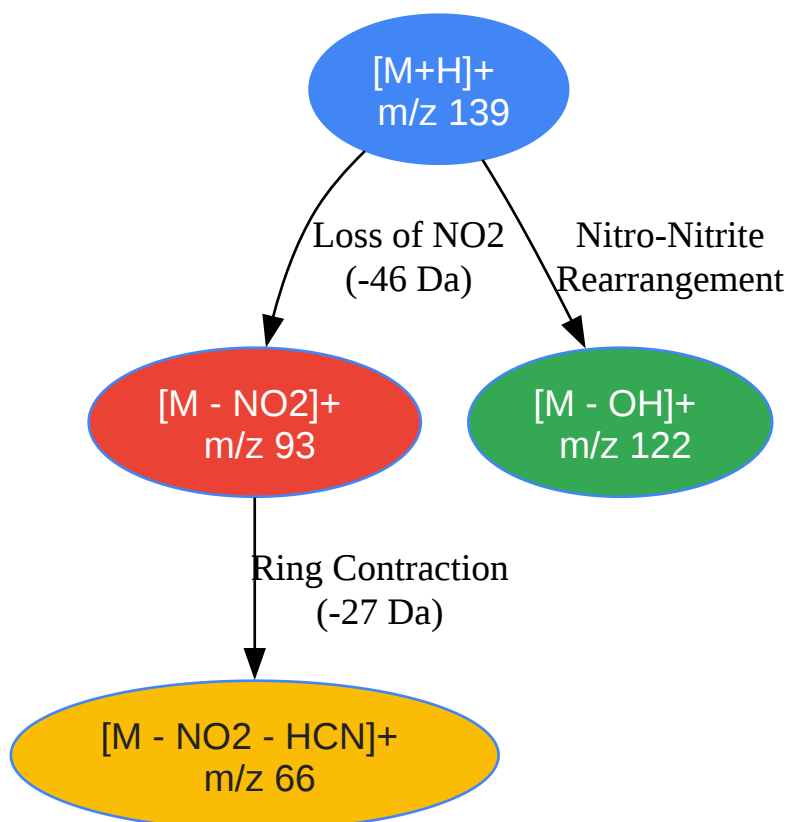 [M+H]+
m/z 139
Loss of NO2
(-46 Da)
Nitro-Nitrite
Rearrangement
[M - NO2]+
m/z 93
[M - OH]+
m/z 122
Ring Contraction
(-27 Da)
[M - NO2 - HCN]+
m/z 66